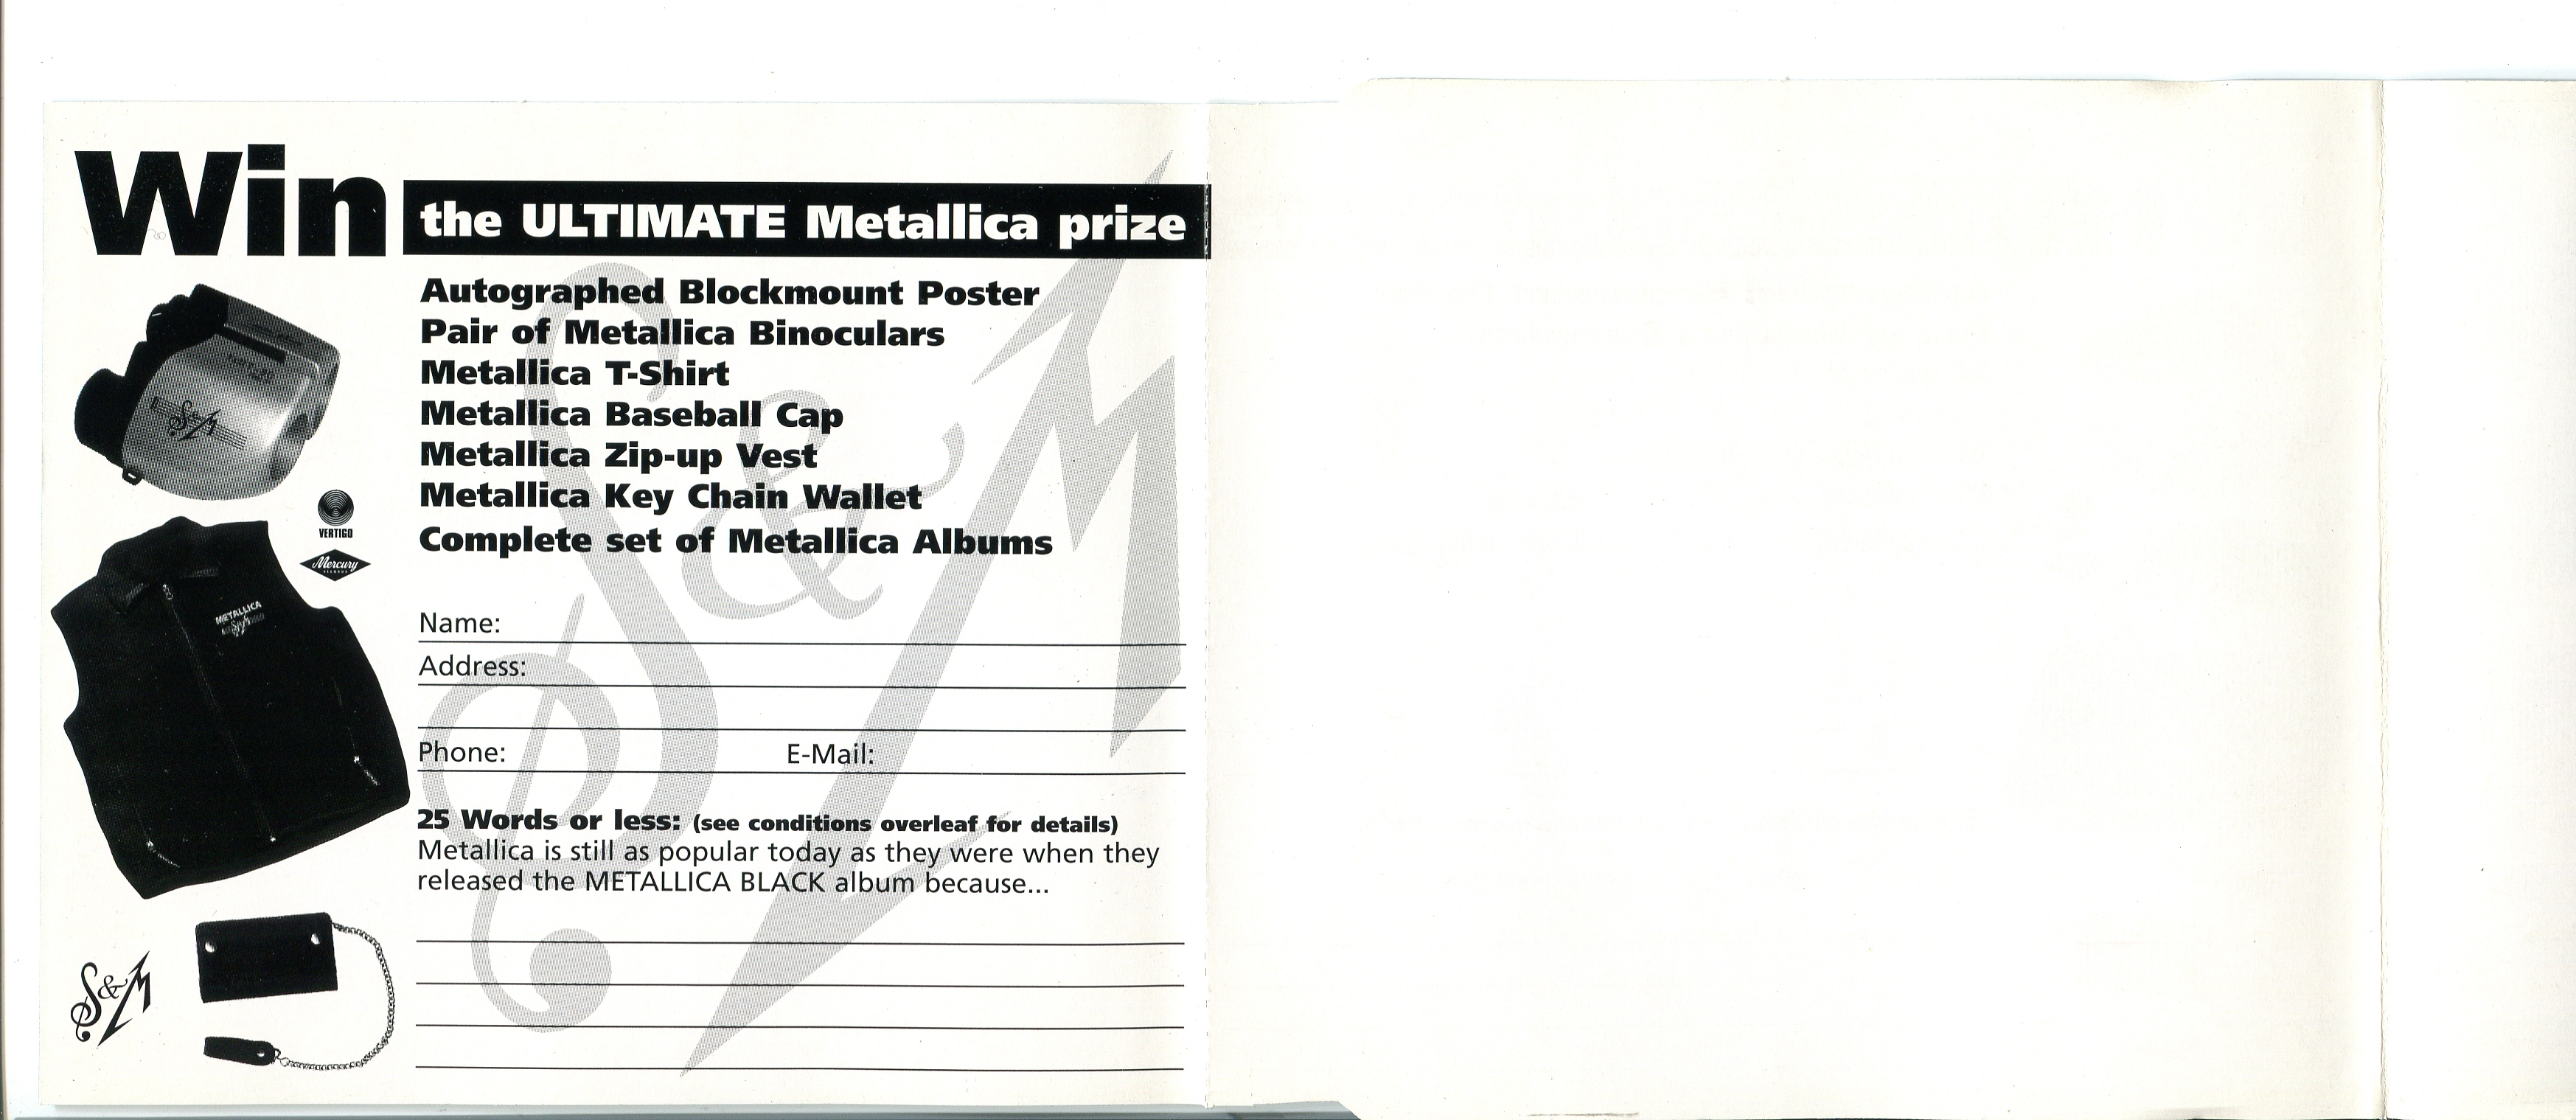 Win the ULTIMATE Metallica prize
Autographed Blockmount Poster
Pair of Metallica Binoculars
Metallica T-Shirt
Metallica Baseball Cap
Metallica Zip-up Vest
Metallica Key Chain Wallet
Complete set of Metallica Albums
S&M
VERTIGO
Mercury
RECORDS
METALLICA
S&M
Name:
Address:
Phone: E-Mail:
25 Words or less: (see conditions overleaf for details)
Metallica is still as popular today as they were when they
released the METALLICA BLACK album because...
S&M
S&M